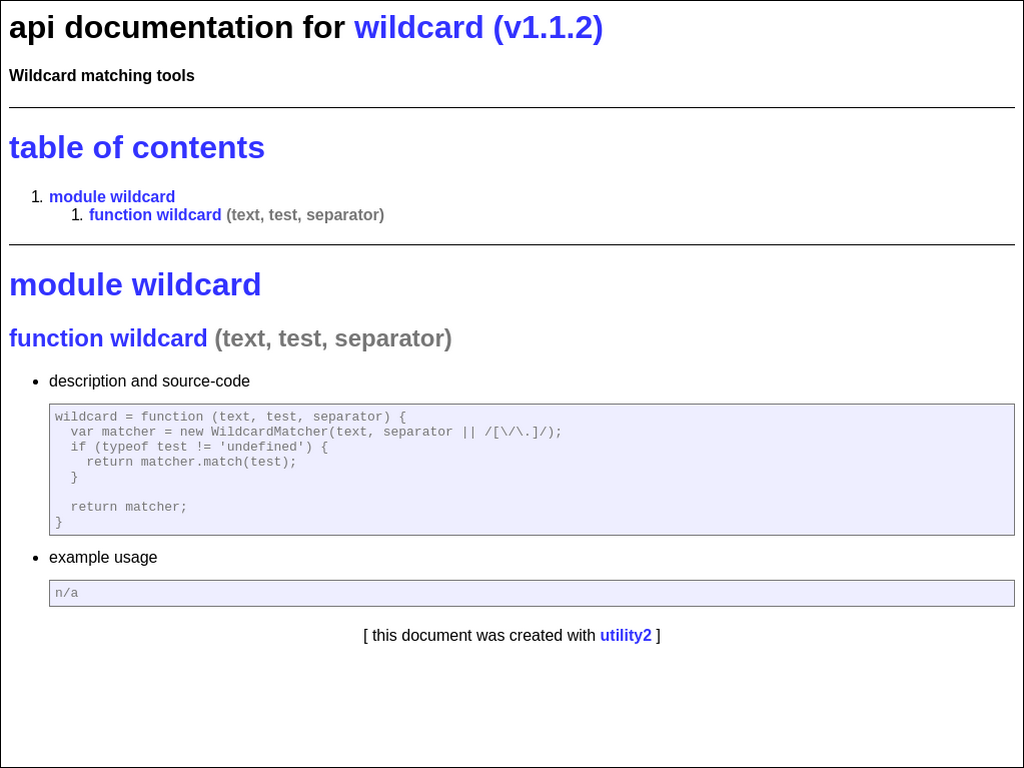 api documentation for wildcard (v1.1.2)
Wildcard matching tools
table of contents
1. module wildcard
1. function wildcard (text, test, separator)
module wildcard
function wildcard (text, test, separator)
• description and source-code
wildcard = function (text, test, separator) {
  var matcher = new WildcardMatcher(text, separator || /[\/\.]/);
  if (typeof test != 'undefined') {
    return matcher.match(test);
  }
  return matcher;
}
• example usage
n/a
[ this document was created with utility2 ]